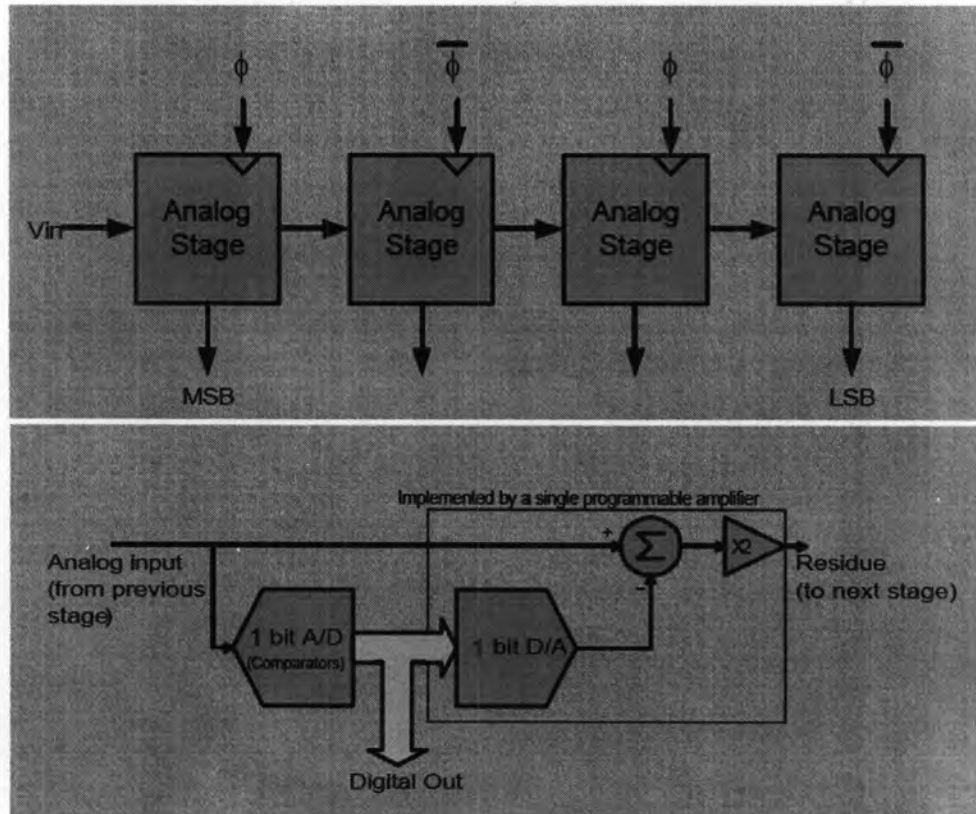 ϕ ϕ̅ ϕ ϕ̅
Vin
Analog
Stage
Analog
Stage
Analog
Stage
Analog
Stage
MSB
LSB
Implemented by a single programmable amplifier
Analog input
(from previous
stage)
1 bit A/D
(Comparators)
1 bit D/A
+
-
Σ
X2
Residue
(to next stage)
Digital Out